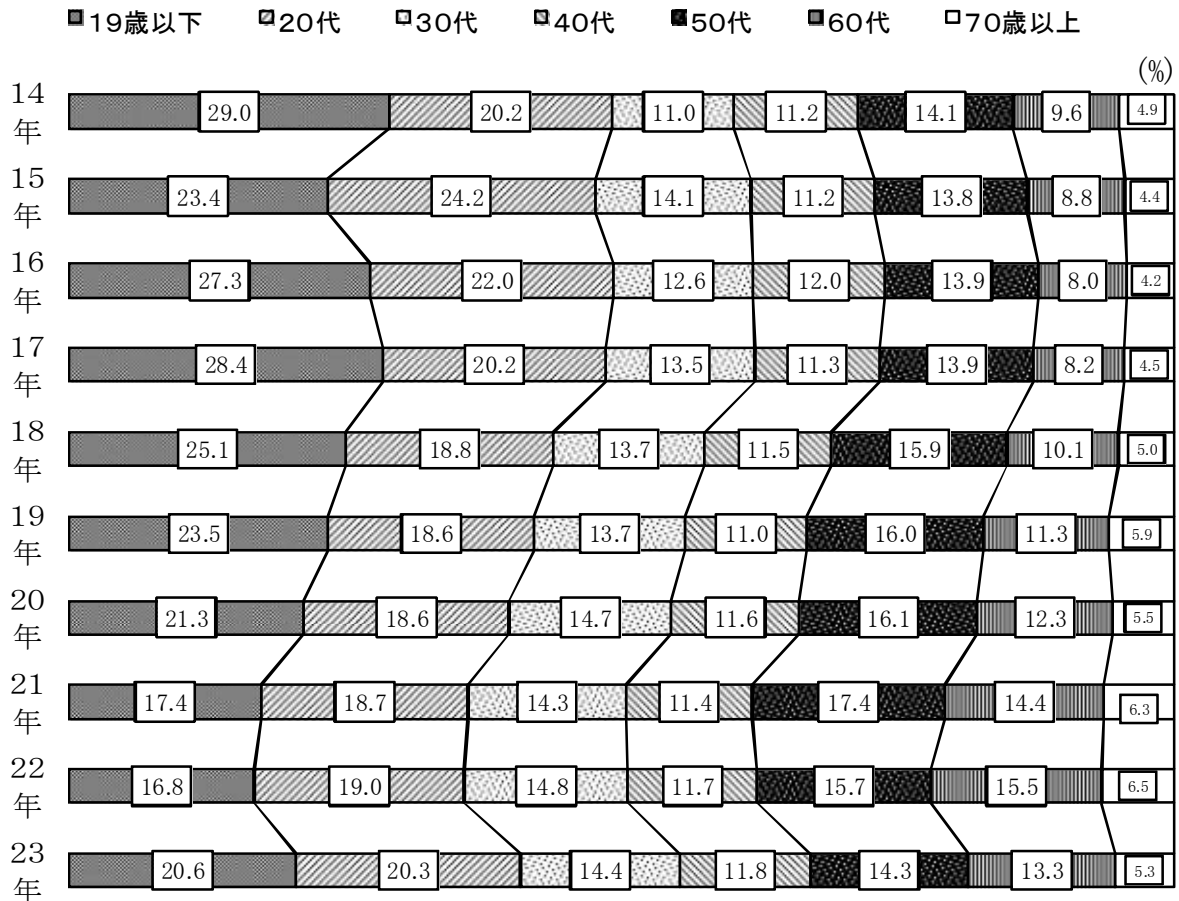 19歳以下 20代 30代 40代 50代 60代 70歳以上
(%)
14年 29.0 20.2 11.0 11.2 14.1 9.6 4.9
15年 23.4 24.2 14.1 11.2 13.8 8.8 4.4
16年 27.3 22.0 12.6 12.0 13.9 8.0 4.2
17年 28.4 20.2 13.5 11.3 13.9 8.2 4.5
18年 25.1 18.8 13.7 11.5 15.9 10.1 5.0
19年 23.5 18.6 13.7 11.0 16.0 11.3 5.9
20年 21.3 18.6 14.7 11.6 16.1 12.3 5.5
21年 17.4 18.7 14.3 11.4 17.4 14.4 6.3
22年 16.8 19.0 14.8 11.7 15.7 15.5 6.5
23年 20.6 20.3 14.4 11.8 14.3 13.3 5.3